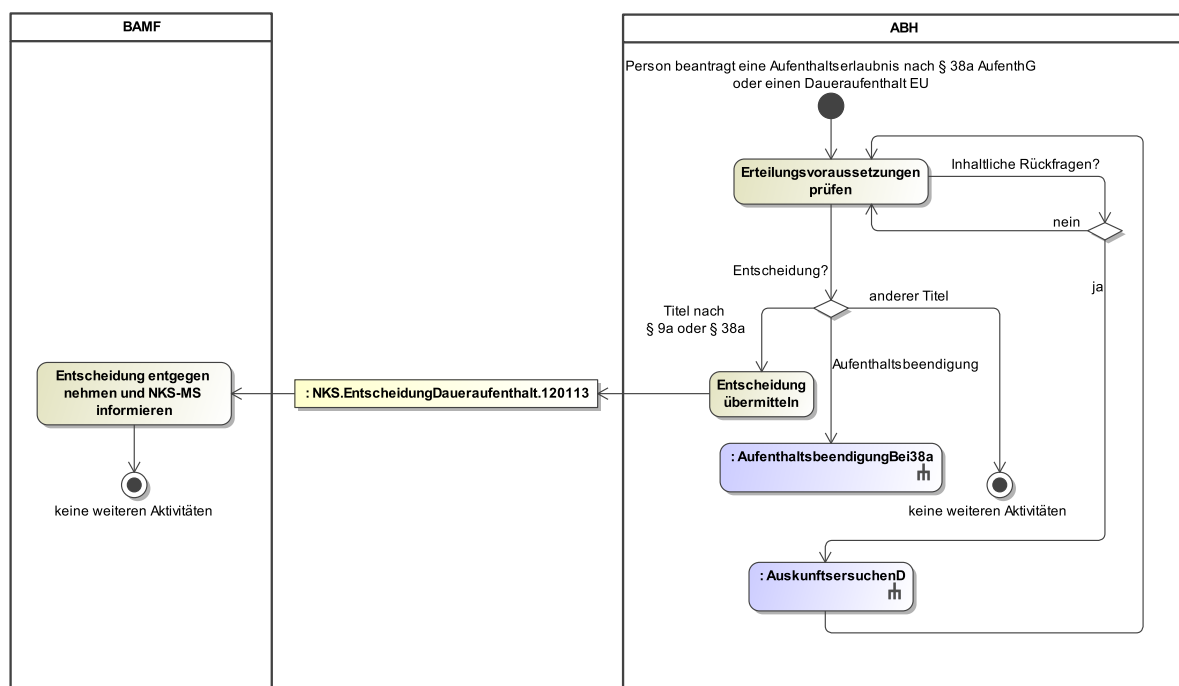 BAMF
ABH
Person beantragt eine Aufenthaltserlaubnis nach § 38a AufenthG
oder einen Daueraufenthalt EU
Erteilungsvoraussetzungen
prüfen
Inhaltliche Rückfragen?
nein
ja
Entscheidung?
anderer Titel
Titel nach
§ 9a oder § 38a
Aufenthaltsbeendigung
Entscheidung entgegen
nehmen und NKS-MS
informieren
: NKS.EntscheidungDaueraufenthalt.120113
Entscheidung
übermitteln
: AufenthaltsbeendigungBei38a
keine weiteren Aktivitäten
keine weiteren Aktivitäten
: AuskunftsersuchenD